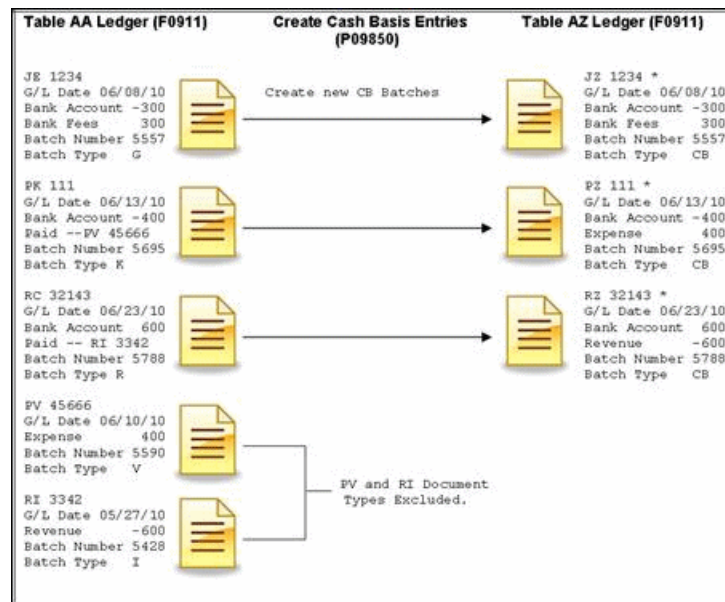 Table AA Ledger (F0911)
Create Cash Basis Entries
(P09850)
Table AZ Ledger (F0911)
JE 1234
G/L Date 06/08/10
Bank Account -300
Bank Fees 300
Batch Number 5557
Batch Type G
Create new CB Batches
JZ 1234 *
G/L Date 06/08/10
Bank Account -300
Bank Fees 300
Batch Number 5557
Batch Type CB
PK 111
G/L Date 06/13/10
Bank Account -400
Paid --PV 45666
Batch Number 5695
Batch Type K
PZ 111 *
G/L Date 06/13/10
Bank Account -400
Expense 400
Batch Number 5695
Batch Type CB
RC 32143
G/L Date 06/23/10
Bank Account 600
Paid -- RI 3342
Batch Number 5788
Batch Type R
RZ 32143 *
G/L Date 06/23/10
Bank Account 600
Revenue -600
Batch Number 5788
Batch Type CB
PV 45666
G/L Date 06/10/10
Expense 400
Batch Number 5590
Batch Type V
PV and RI Document
Types Excluded.
RI 3342
G/L Date 05/27/10
Revenue -600
Batch Number 5428
Batch Type I